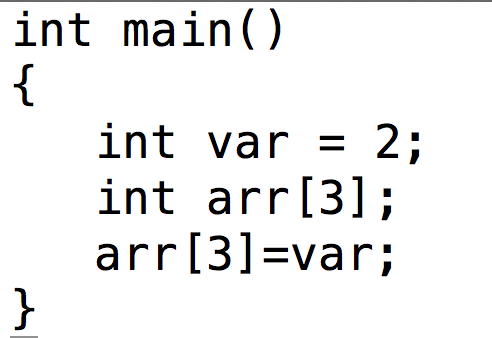 int main()
{
   int var = 2;
   int arr[3];
   arr[3]=var;
}